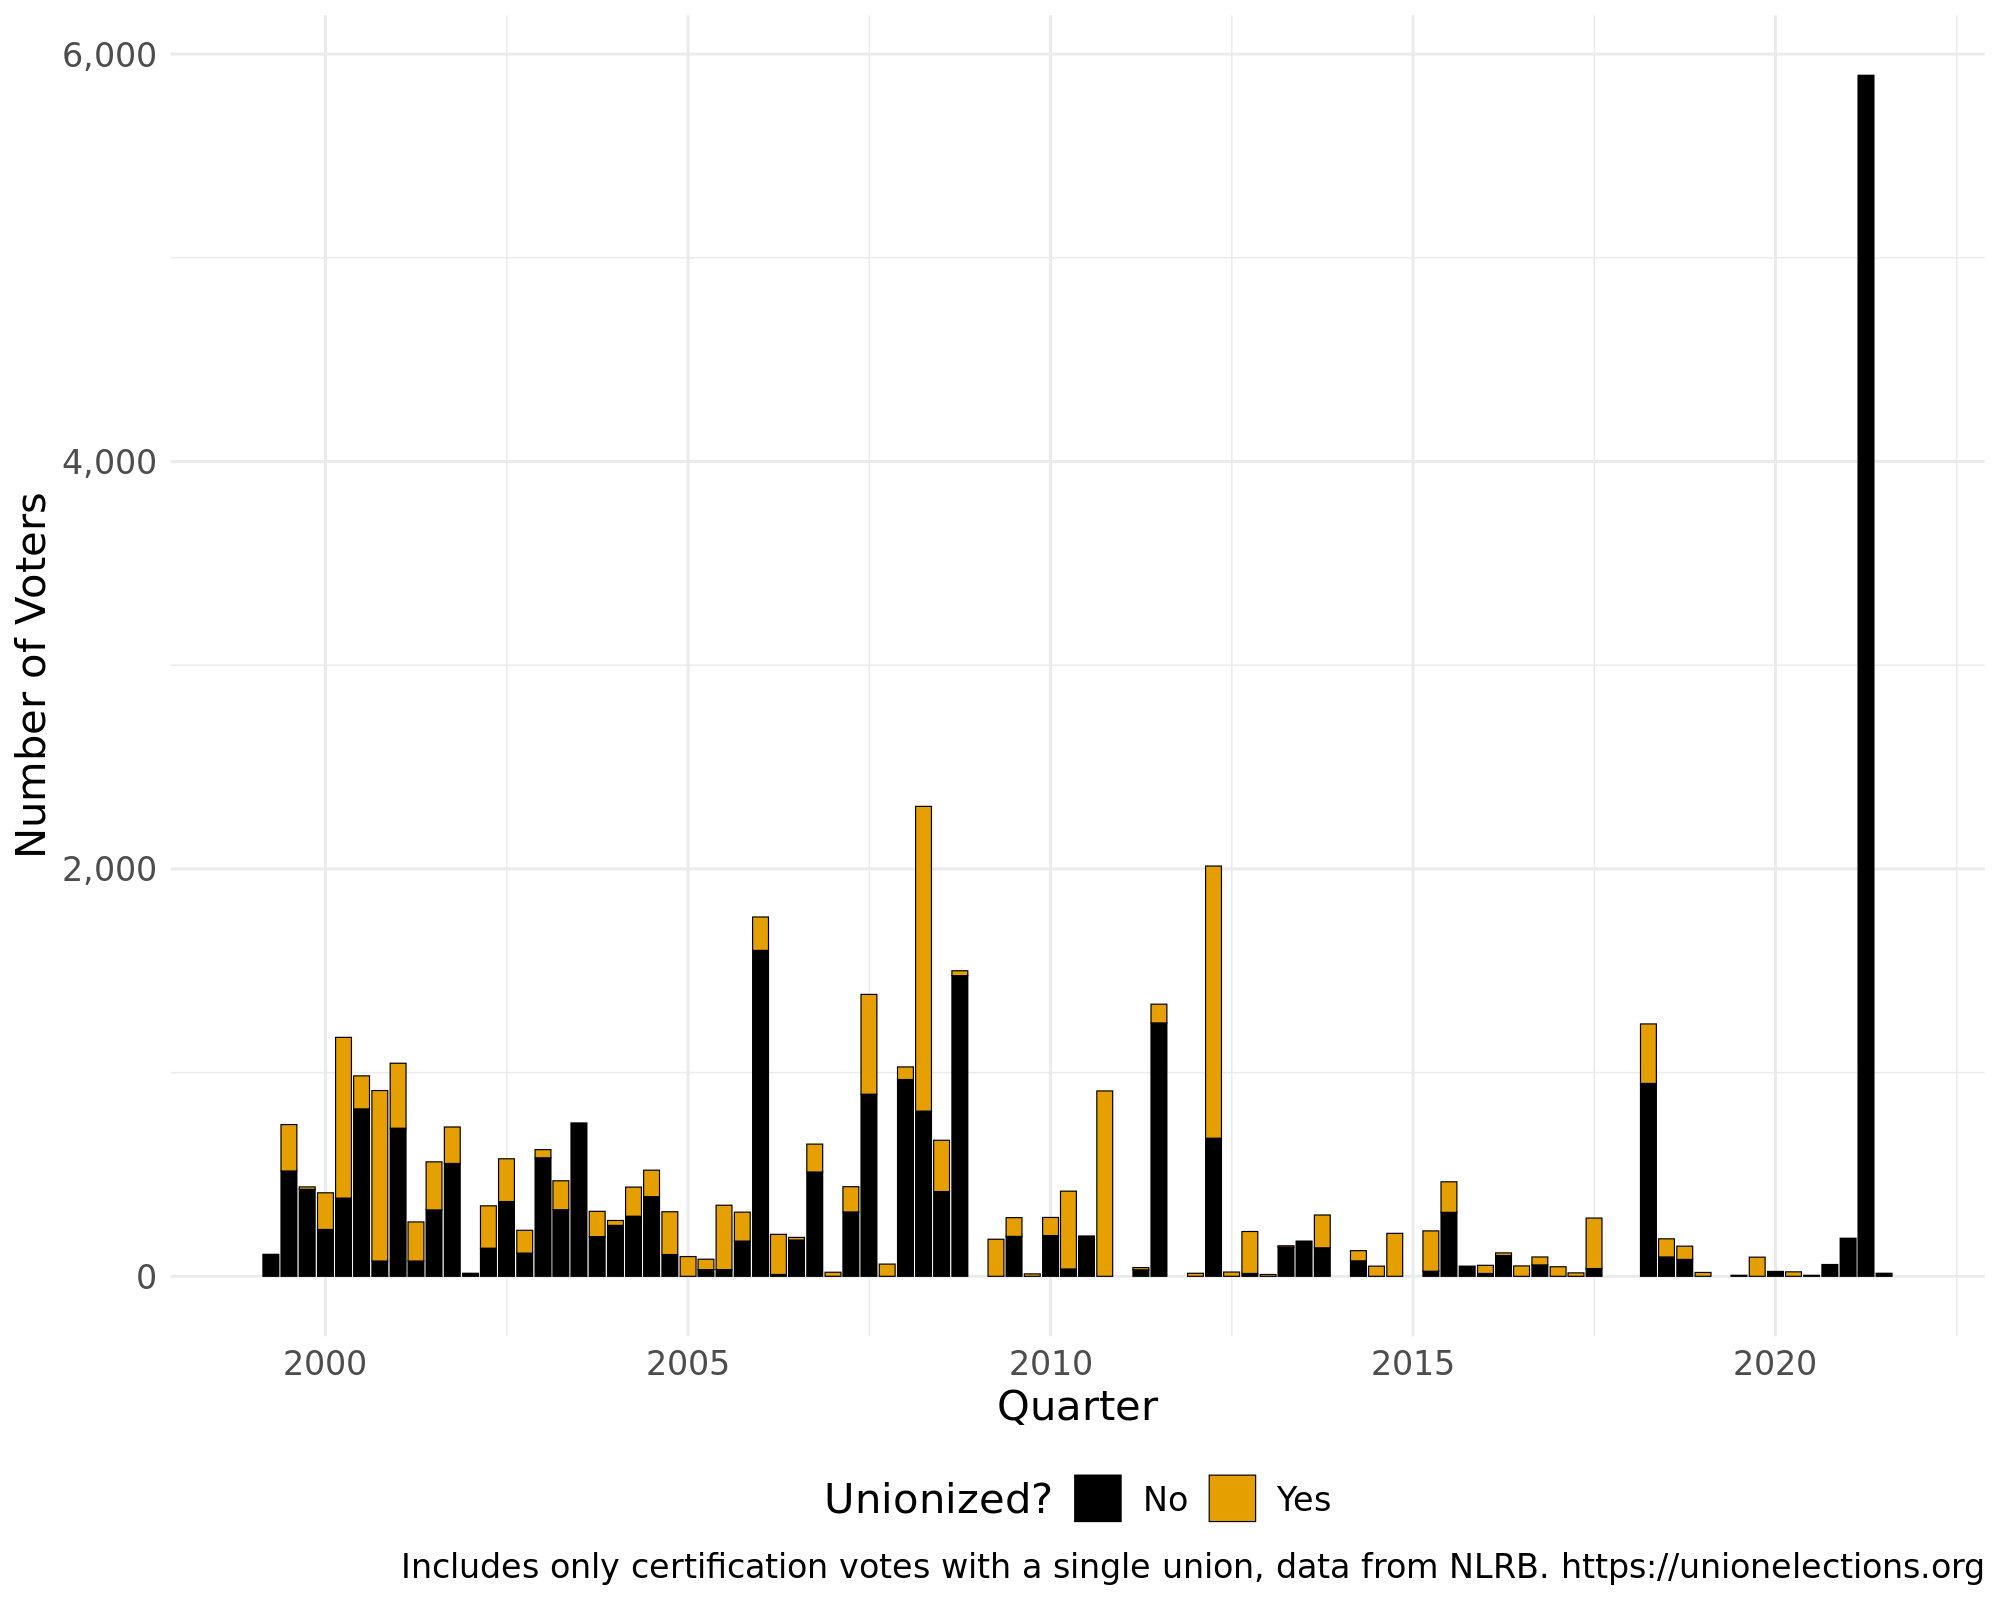 6,000
4,000
2,000
0
Number of Voters
2000 2005 2010 2015 2020
Quarter
Unionized? No Yes
Includes only certification votes with a single union, data from NLRB. https://unionelections.org